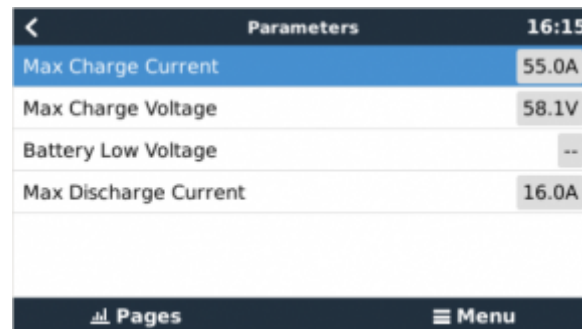 Parameters 16:15
Max Charge Current 55.0A
Max Charge Voltage 58.1V
Battery Low Voltage --
Max Discharge Current 16.0A
Pages Menu